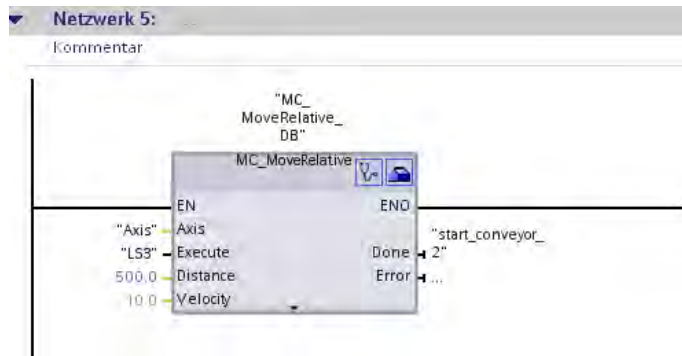 Netzwerk 5: ...
Kommentar
"MC_
MoveRelative_
DB"
MC_MoveRelative
EN ENO
"Axis" Axis
"start_conveyor_
"LS3" Execute Done 2"
500.0 Distance Error ...
10.0 Velocity